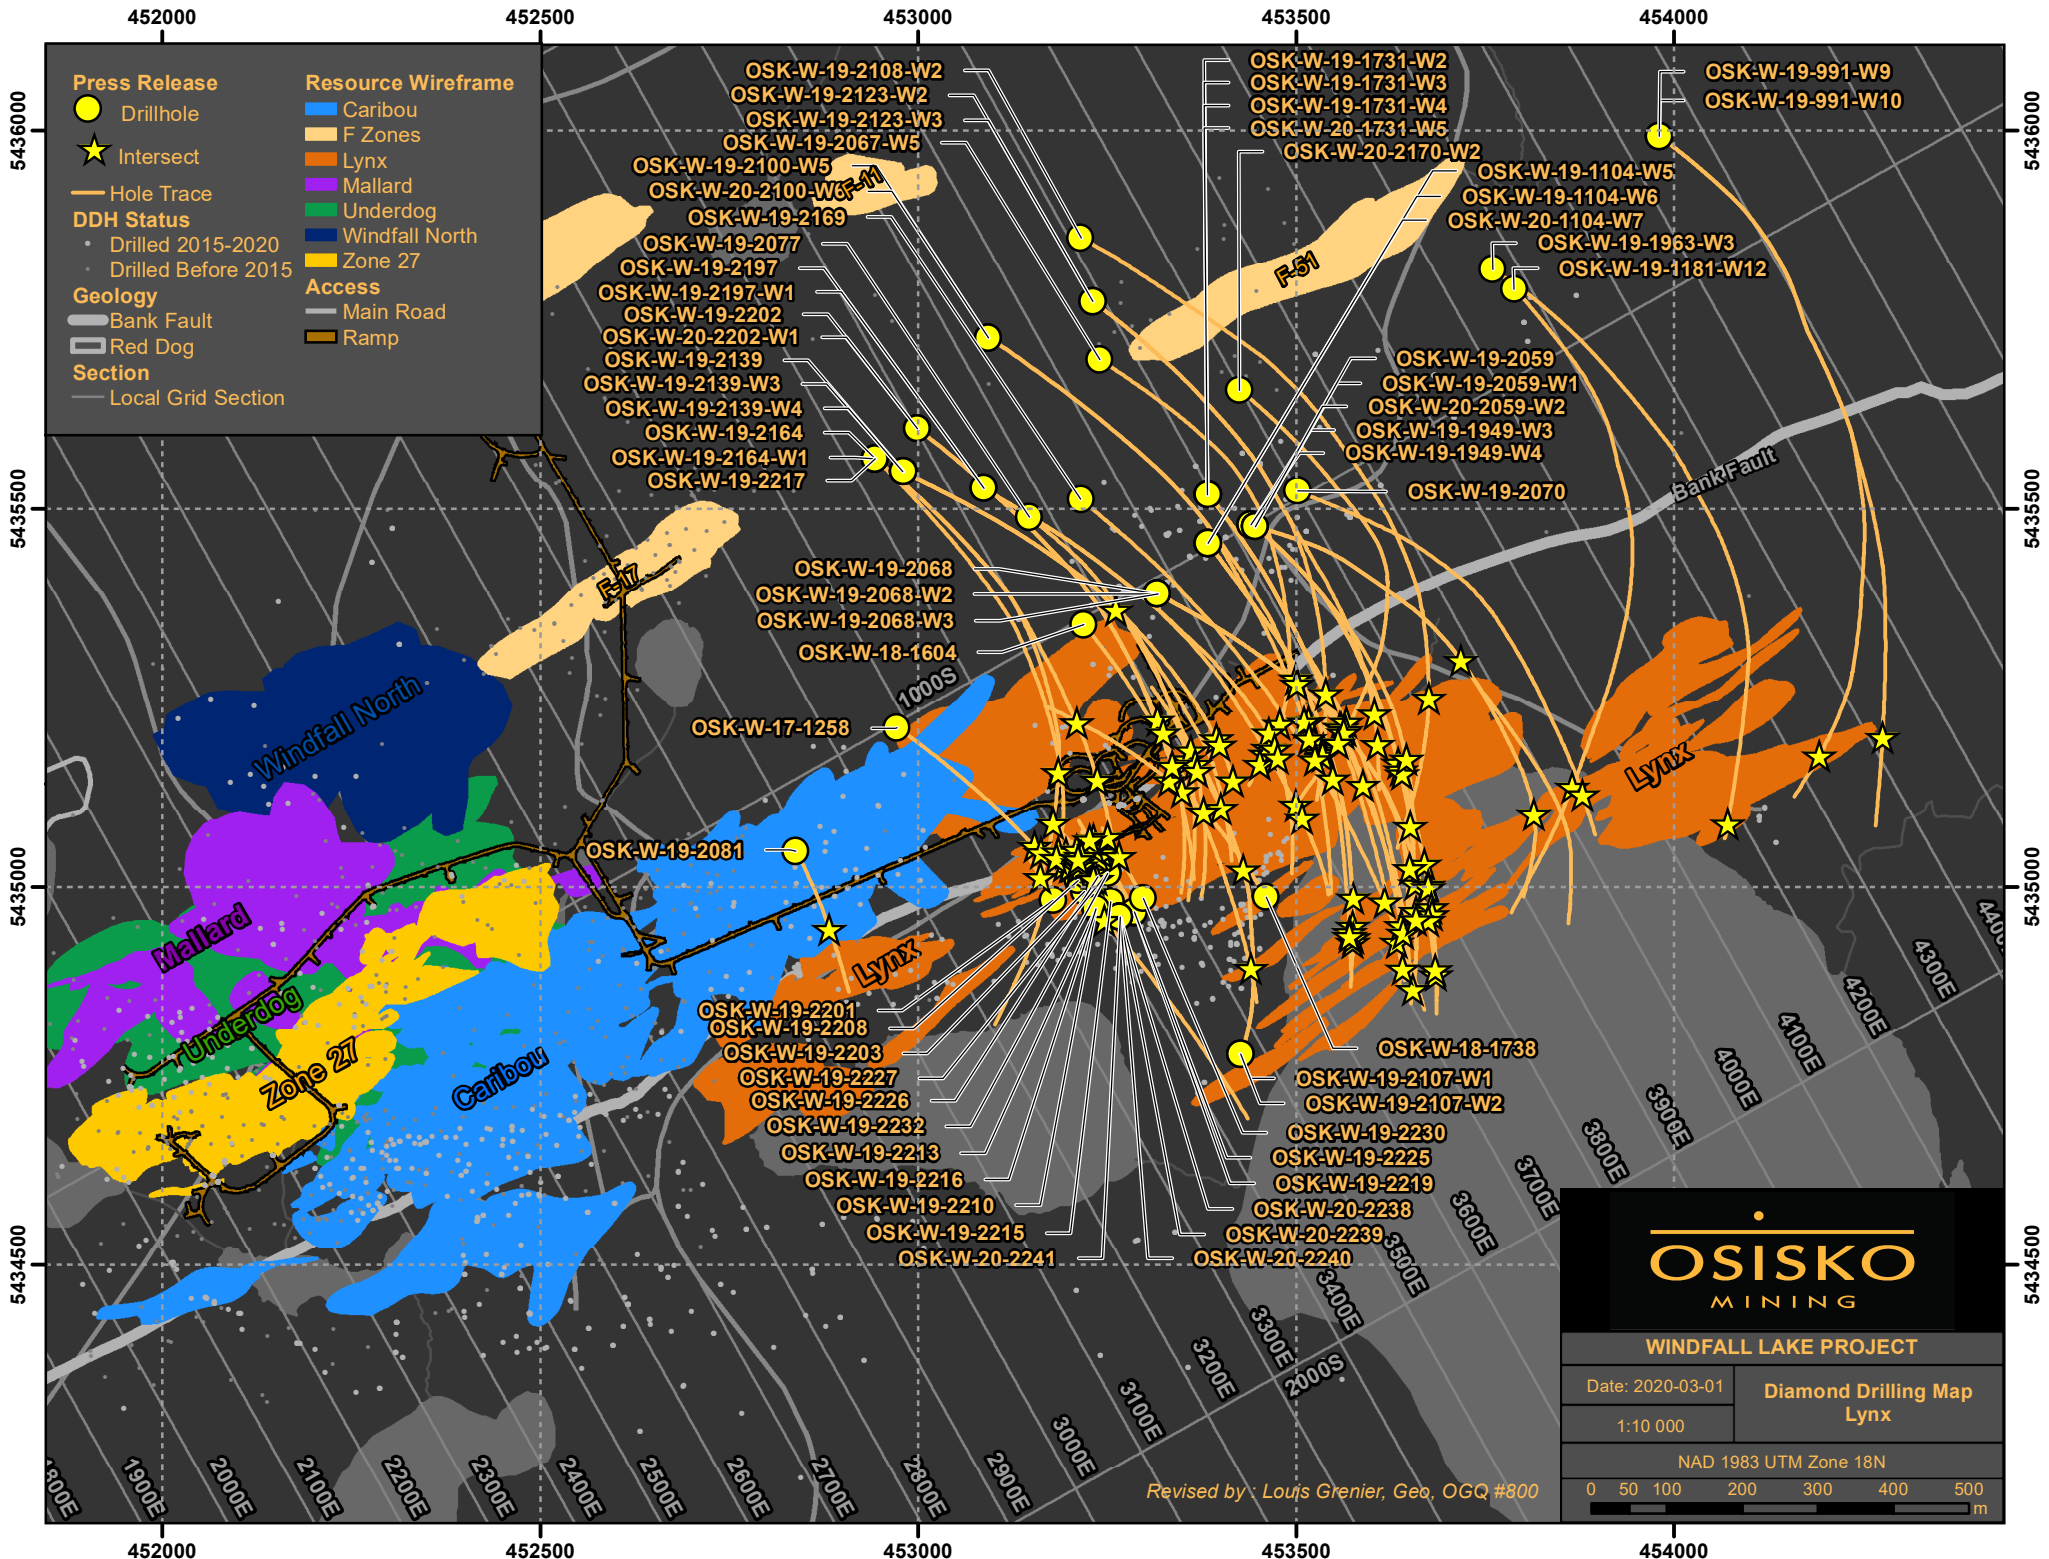 452000
452500
453000
453500
454000
5436000
5435500
5435000
5434500
5436000
5435500
5435000
5434500
Press Release
Drillhole
Intersect
Hole Trace
DDH Status
Drilled 2015-2020
Drilled Before 2015
Geology
Bank Fault
Red Dog
Section
Local Grid Section
Resource Wireframe
Caribou
F Zones
Lynx
Mallard
Underdog
Windfall North
Zone 27
Access
Main Road
Ramp
OSK-W-19-2108-W2
OSK-W-19-2123-W2
OSK-W-19-2123-W3
OSK-W-19-2067-W5
OSK-W-19-2100-W5
OSK-W-20-2100-W6
OSK-W-19-2169
OSK-W-19-2077
OSK-W-19-2197
OSK-W-19-2197-W1
OSK-W-19-2202
OSK-W-20-2202-W1
OSK-W-19-2139
OSK-W-19-2139-W3
OSK-W-19-2139-W4
OSK-W-19-2164
OSK-W-19-2164-W1
OSK-W-19-2217
OSK-W-19-1731-W2
OSK-W-19-1731-W3
OSK-W-19-1731-W4
OSK-W-20-1731-W5
OSK-W-20-2170-W2
OSK-W-19-991-W9
OSK-W-19-991-W10
OSK-W-19-1104-W5
OSK-W-19-1104-W6
OSK-W-20-1104-W7
OSK-W-19-1963-W3
OSK-W-19-1181-W12
OSK-W-19-2059
OSK-W-19-2059-W1
OSK-W-20-2059-W2
OSK-W-19-1949-W3
OSK-W-19-1949-W4
OSK-W-19-2070
F-11
F-51
F-17
Bank Fault
OSK-W-19-2068
OSK-W-19-2068-W2
OSK-W-19-2068-W3
OSK-W-18-1604
1000S
OSK-W-17-1258
OSK-W-19-2081
Windfall North
Mallard
Underdog
Zone 27
Caribou
Lynx
Lynx
OSK-W-19-2201
OSK-W-19-2208
OSK-W-19-2203
OSK-W-19-2227
OSK-W-19-2226
OSK-W-19-2232
OSK-W-19-2213
OSK-W-19-2216
OSK-W-19-2210
OSK-W-19-2215
OSK-W-20-2241
OSK-W-18-1738
OSK-W-19-2107-W1
OSK-W-19-2107-W2
OSK-W-19-2230
OSK-W-19-2225
OSK-W-19-2219
OSK-W-20-2238
OSK-W-20-2239
OSK-W-20-2240
1800E
1900E
2000E
2100E
2200E
2300E
2400E
2500E
2600E
2700E
2800E
2900E
3000E
3100E
3200E
3300E
3400E
3500E
3600E
3700E
3800E
3900E
4000E
4100E
4200E
4300E
2000S
Revised by : Louis Grenier, Geo, OGQ #800
OSISKO
MINING
WINDFALL LAKE PROJECT
Date: 2020-03-01
1:10 000
Diamond Drilling Map
Lynx
NAD 1983 UTM Zone 18N
0 50 100 200 300 400 500
m
452000
452500
453000
453500
454000